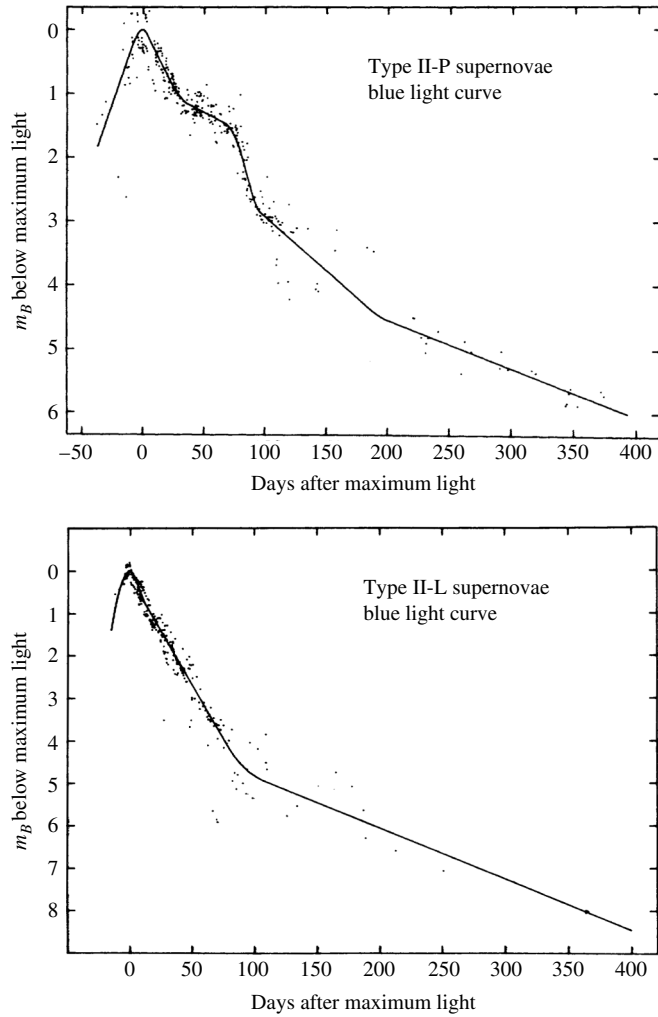 0
1
2
3
4
5
6
m_B below maximum light
Type II-P supernovae
blue light curve
−50 0 50 100 150 200 250 300 350 400
Days after maximum light
0
1
2
3
4
5
6
7
8
m_B below maximum light
Type II-L supernovae
blue light curve
0 50 100 150 200 250 300 350 400
Days after maximum light